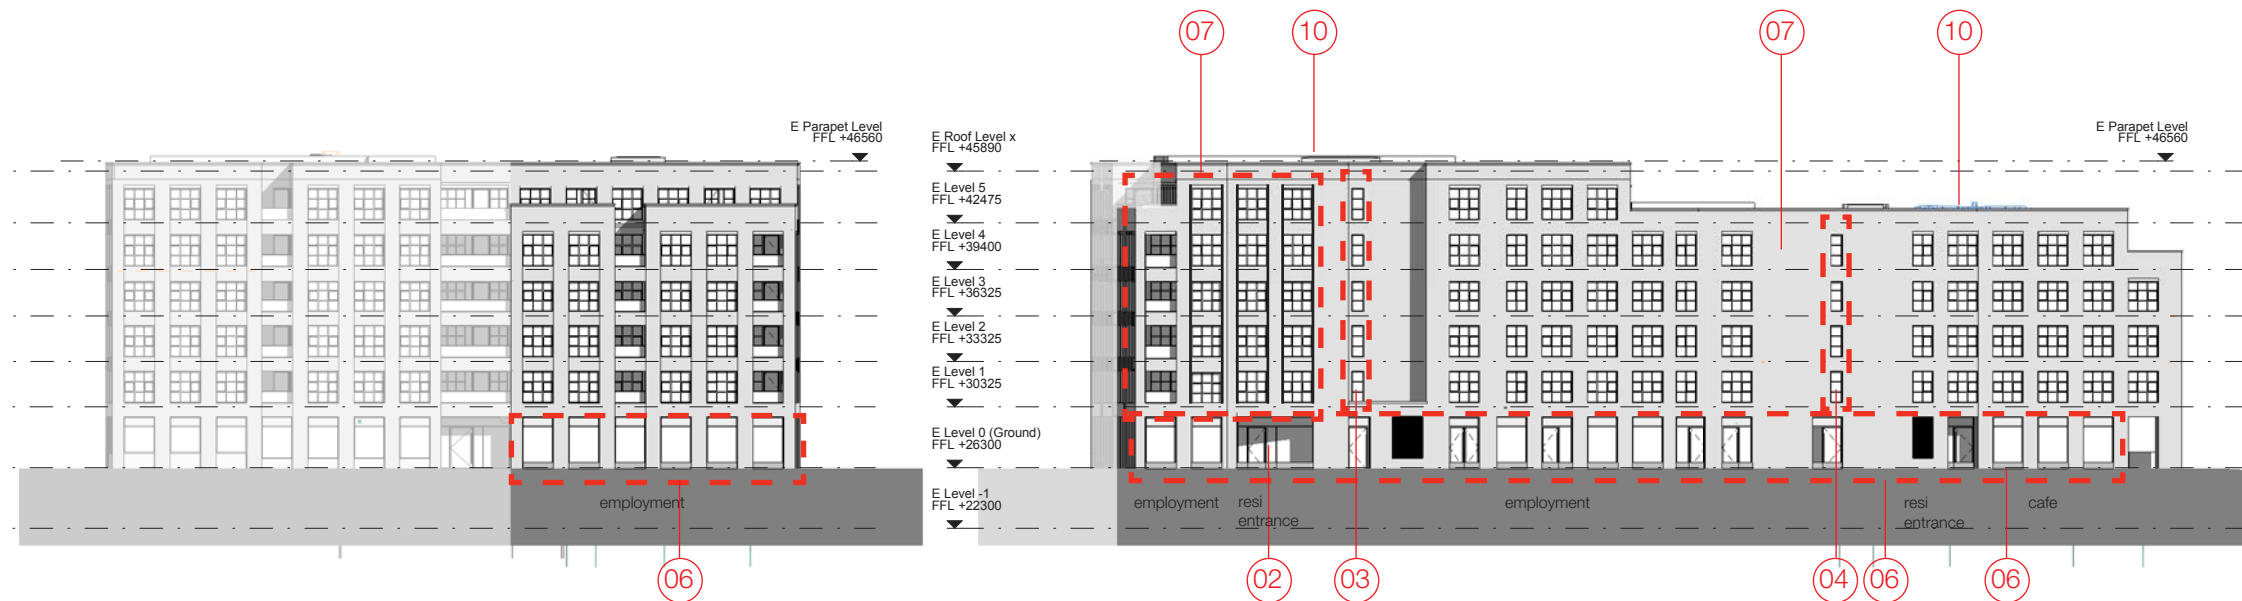 07
10
07
10
E Parapet Level
FFL +46560
E Roof Level x
FFL +45890
E Parapet Level
FFL +46560
E Level 5
FFL +42475
E Level 4
FFL +39400
E Level 3
FFL +36325
E Level 2
FFL +33325
E Level 1
FFL +30325
E Level 0 (Ground)
FFL +26300
E Level -1
FFL +22300
employment
employment
resi
entrance
employment
resi
entrance
cafe
06
02
03
04
06
06